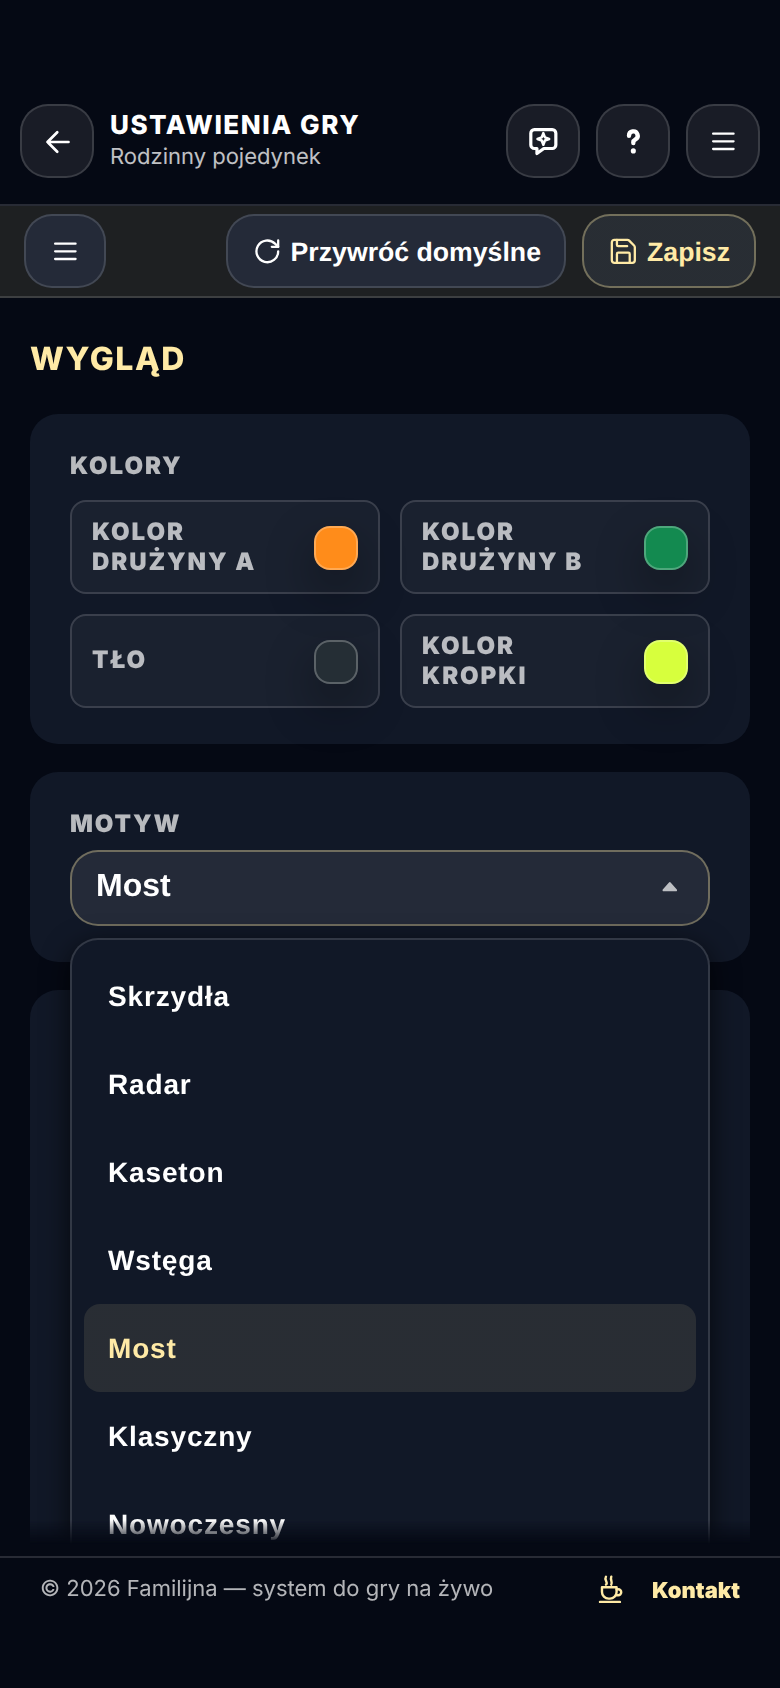 USTAWIENIA GRY
Rodzinny pojedynek
Przywróć domyślne
Zapisz
WYGLĄD
KOLORY
KOLOR
DRUŻYNY A
KOLOR
DRUŻYNY B
TŁO
KOLOR
KROPKI
MOTYW
Most
Skrzydła
Radar
Kaseton
Wstęga
Most
Klasyczny
Nowoczesny
© 2026 Familijna — system do gry na żywo
Kontakt